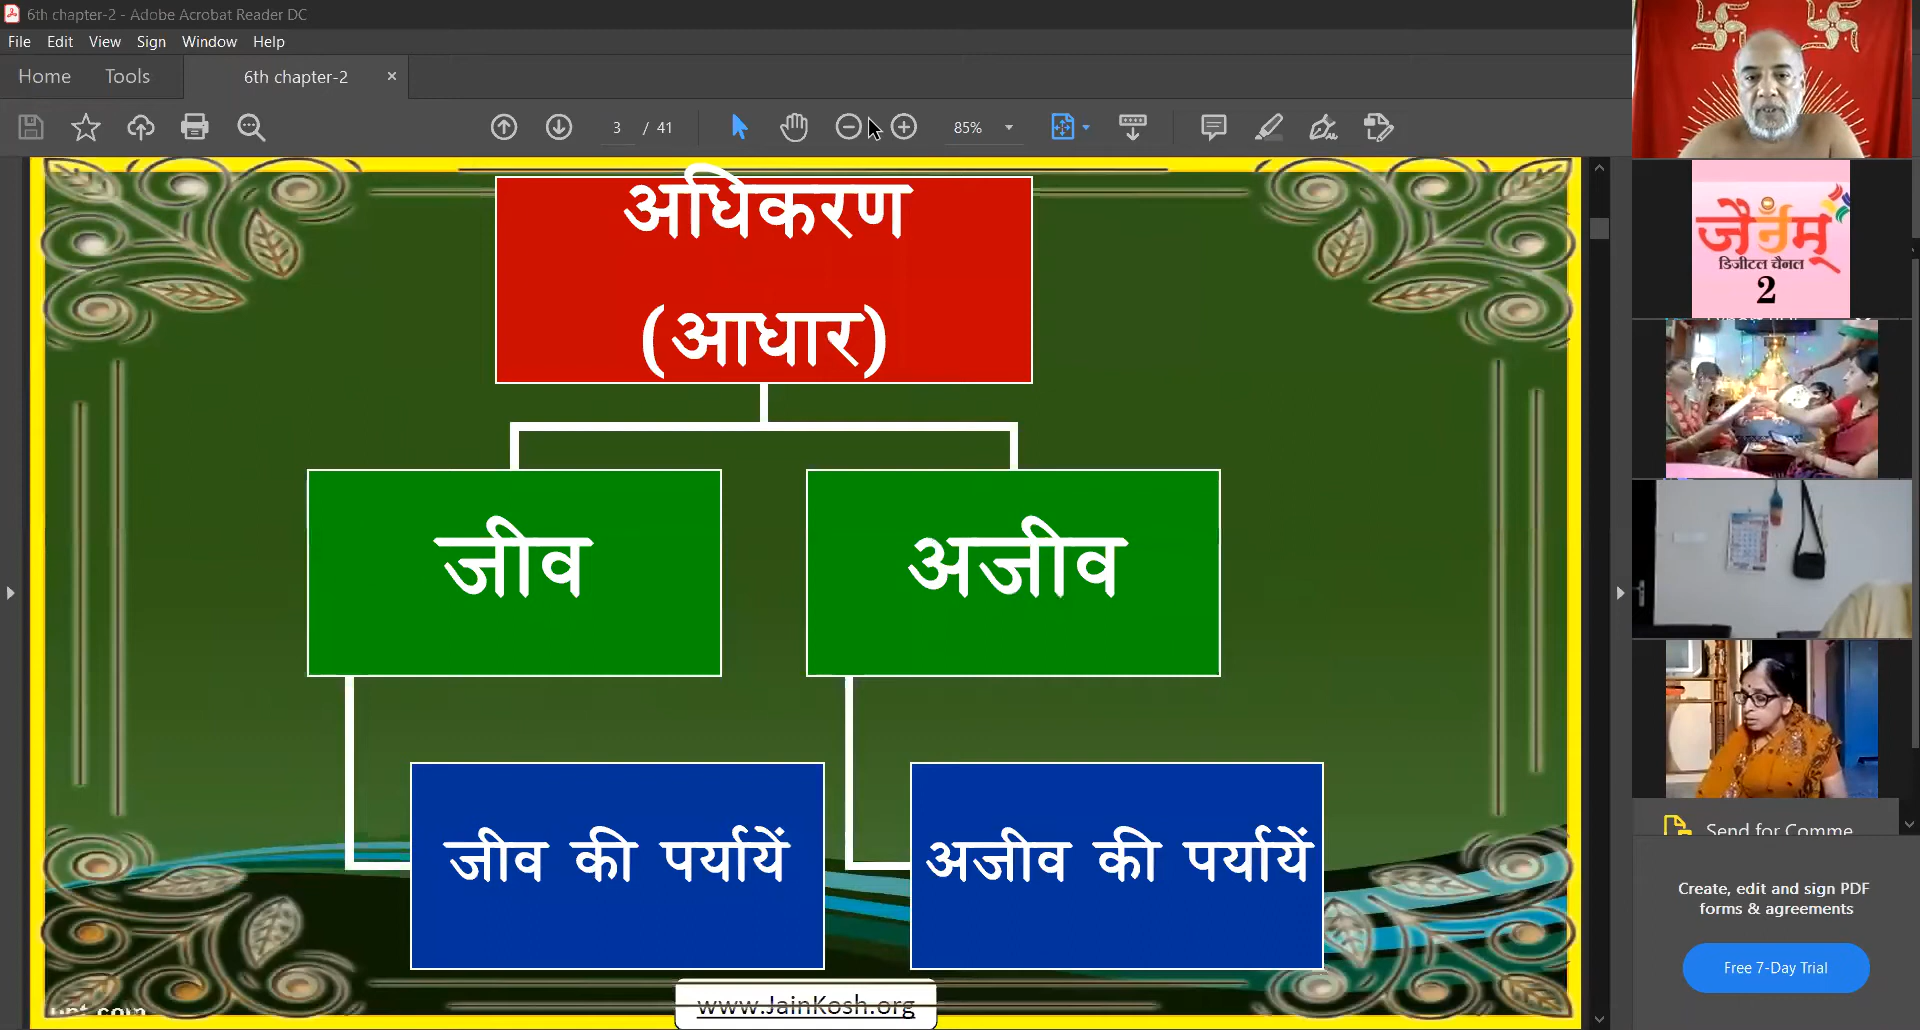 6th chapter-2 - Adobe Acrobat Reader DC
File Edit View Sign Window Help
Home Tools 6th chapter-2 ×
3 / 41 85%
अधिकरण
(आधार)
जीव अजीव
जीव की पर्यायें अजीव की पर्यायें
www.JainKosh.org
जैनम्
डिजीटल चैनल
2
Send for Comme
Create, edit and sign PDF
forms & agreements
Free 7-Day Trial